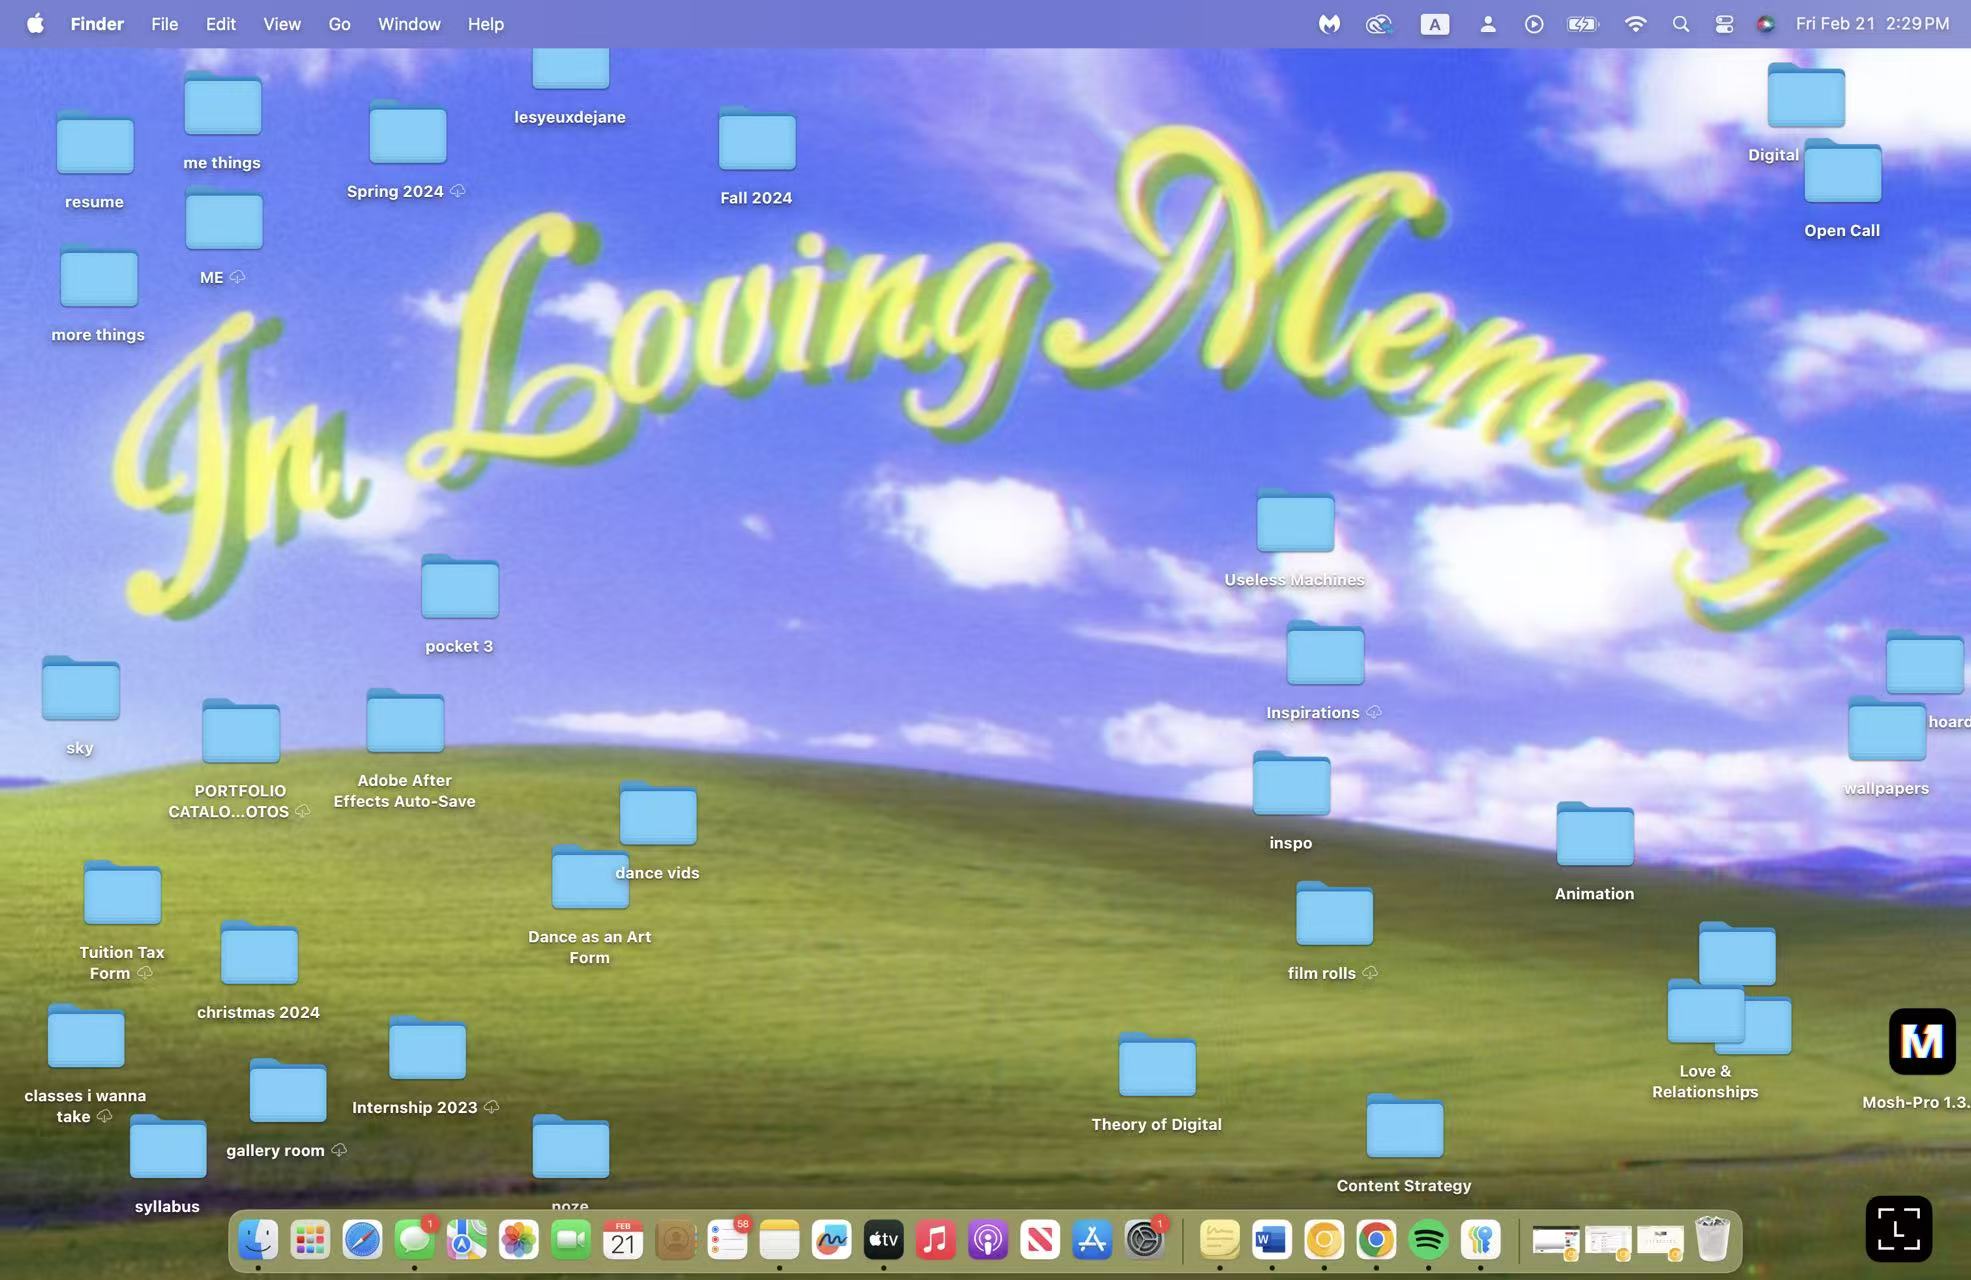 Finder File Edit View Go Window Help
A
Fri Feb 21 2:29 PM
lesyeuxdejane
me things
resume
Spring 2024
Fall 2024
Digital
Open Call
ME
more things
In Loving Memory
Useless Machines
pocket 3
Inspirations
hoard
sky
PORTFOLIO
CATALO...OTOS
Adobe After
Effects Auto-Save
wallpapers
inspo
dance vids
Animation
Dance as an Art
Form
Tuition Tax
Form
film rolls
christmas 2024
Love &
Relationships
M
Mosh-Pro 1.3.
classes i wanna
take
Internship 2023
Theory of Digital
gallery room
Content Strategy
syllabus
noze
1
FEB
21
58
tv
1
W
L